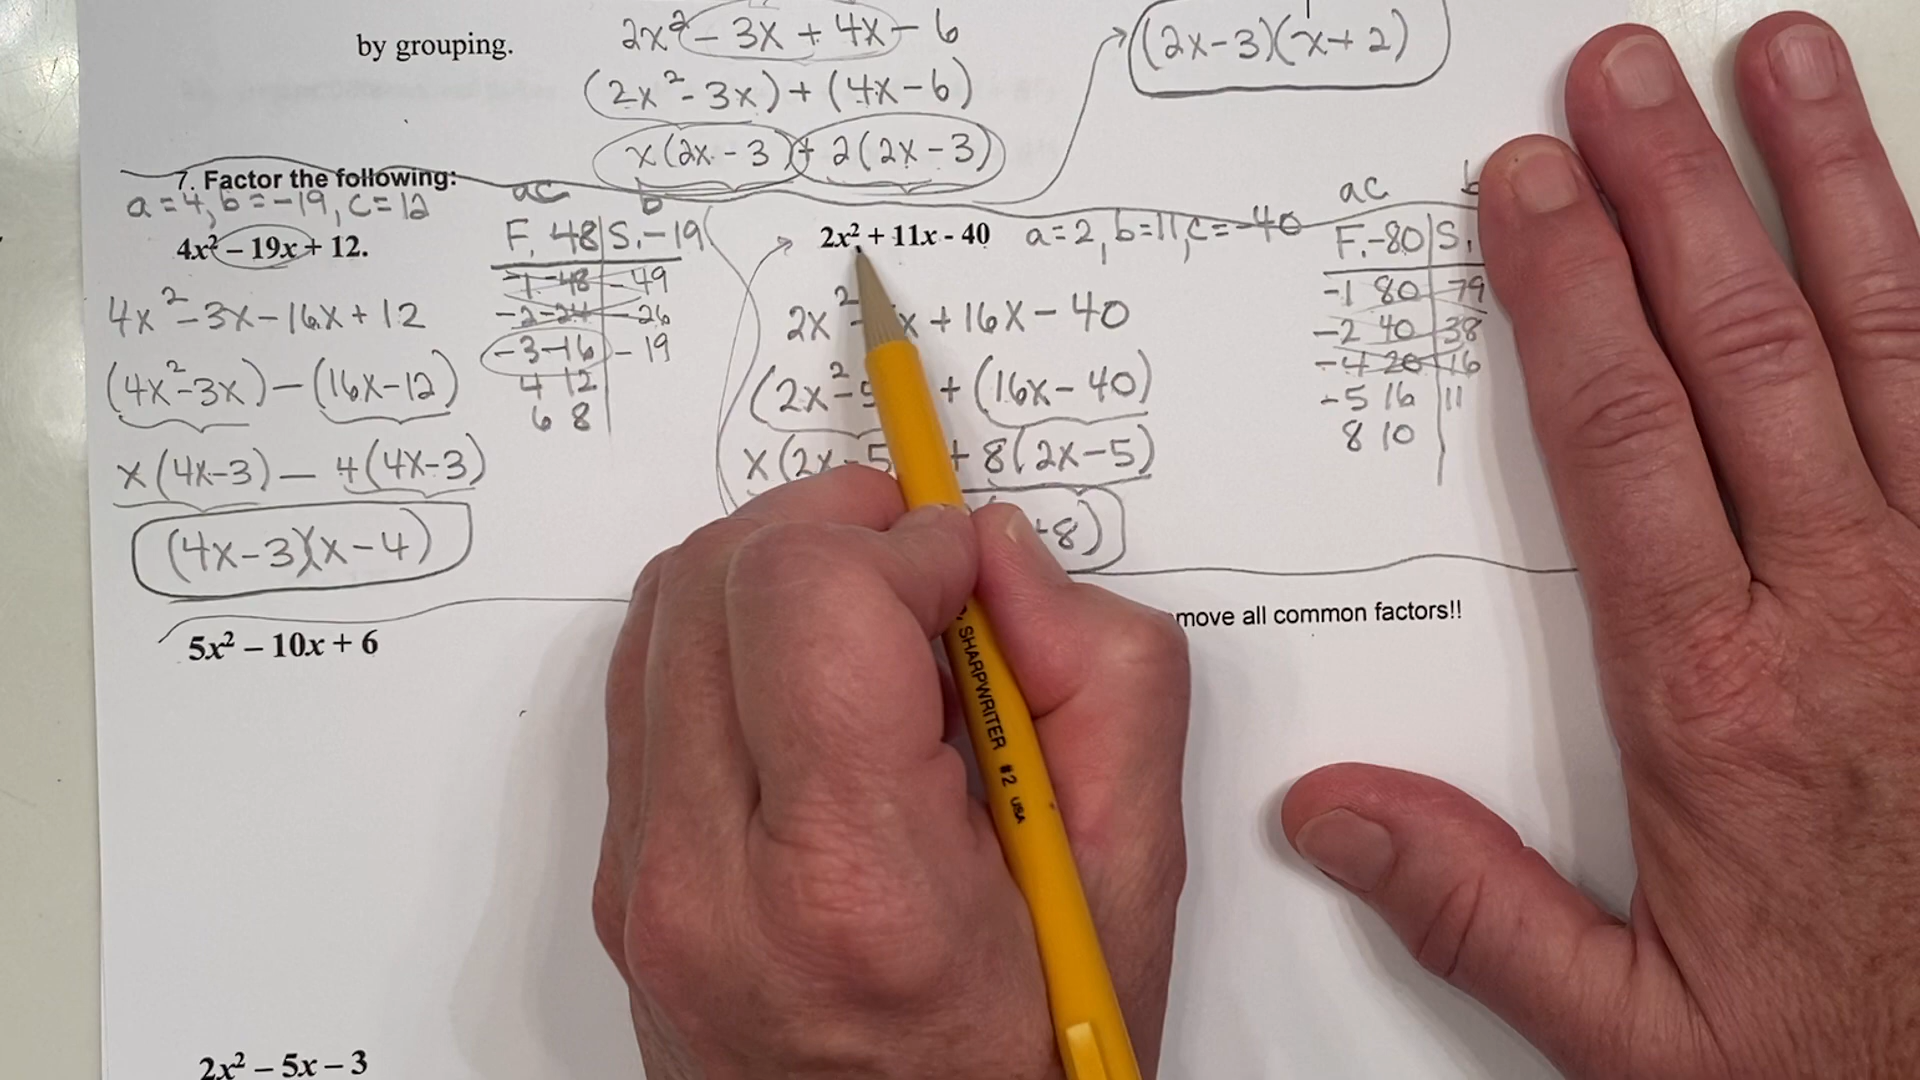 by grouping.
2x² - 3x + 4x - 6
(2x² - 3x) + (4x - 6)
x(2x - 3) + 2(2x - 3)
(2x-3)(x+2)
7. Factor the following:
a=4, b=-19, c=12
4x² – 19x + 12.
4x² - 3x - 16x + 12
(4x² - 3x) - (16x - 12)
x(4x-3) - 4(4x-3)
(4x-3)(x-4)
ac b
F. 48 S. -19
-1 -48 -49
-2 -24 -26
-3 -16 -19
4 12
6 8
2x² + 11x - 40
a=2, b=11, c=-40
2x² - x + 16x - 40
(2x² - 5 + (16x - 40)
x(2x-5 + 8(2x-5)
+8)
ac b
F. -80 S.
-1 80 79
-2 40 38
-4 20 16
-5 16 11
8 10
5x² – 10x + 6
move all common factors!!
2x² – 5x – 3
SHARPWRITER #2 USA